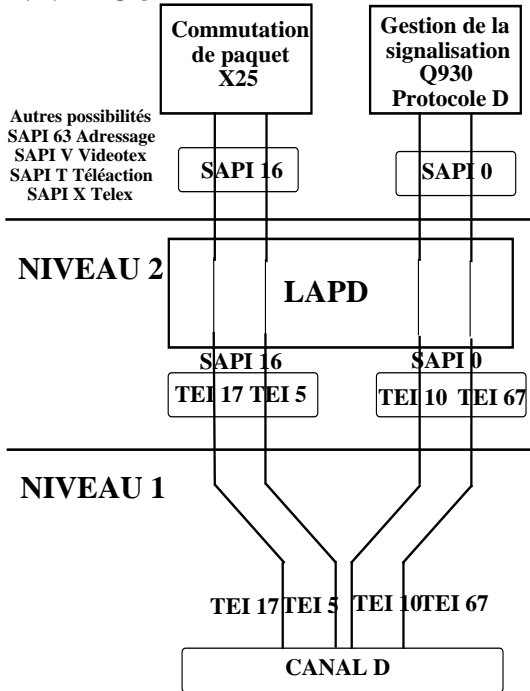 Commutation
de paquet
X25
Gestion de la
signalisation
Q930
Protocole D
Autres possibilités
SAPI 63 Adressage
SAPI V Videotex
SAPI T Téléaction
SAPI X Telex
SAPI 16
SAPI 0
NIVEAU 2
LAPD
SAPI 16
SAPI 0
TEI 17 TEI 5
TEI 10 TEI 67
NIVEAU 1
TEI 17 TEI 5 TEI 10 TEI 67
CANAL D